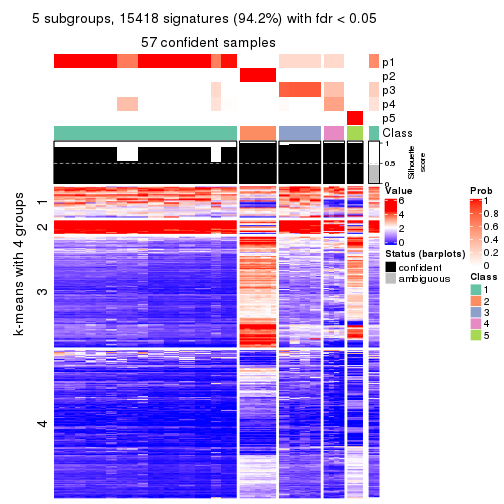 5 subgroups, 15418 signatures (94.2%) with fdr < 0.05
57 confident samples
p1
p2
p3
p4
p5
Class
1
0.5
0
Silhouette
score
k-means with 4 groups
1
2
3
4
Value
6
4
2
0
Status (barplots)
confident
ambiguous
Prob
1
0.8
0.6
0.4
0.2
0
Class
1
2
3
4
5